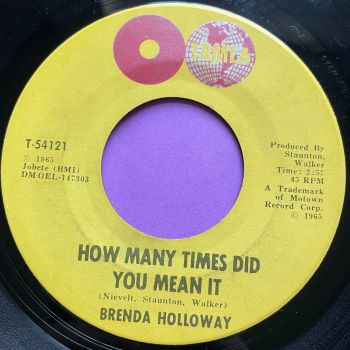 TAMLA
T-54121
© 1965
Jobete (BMI)
DM OEL-147303
Produced By
Staunton,
Walker
Time: 2:57
45 RPM
A Trademark
of Motown
Record Corp.
© 1965
HOW MANY TIMES DID
YOU MEAN IT
(Nievelt, Staunton, Walker)
BRENDA HOLLOWAY